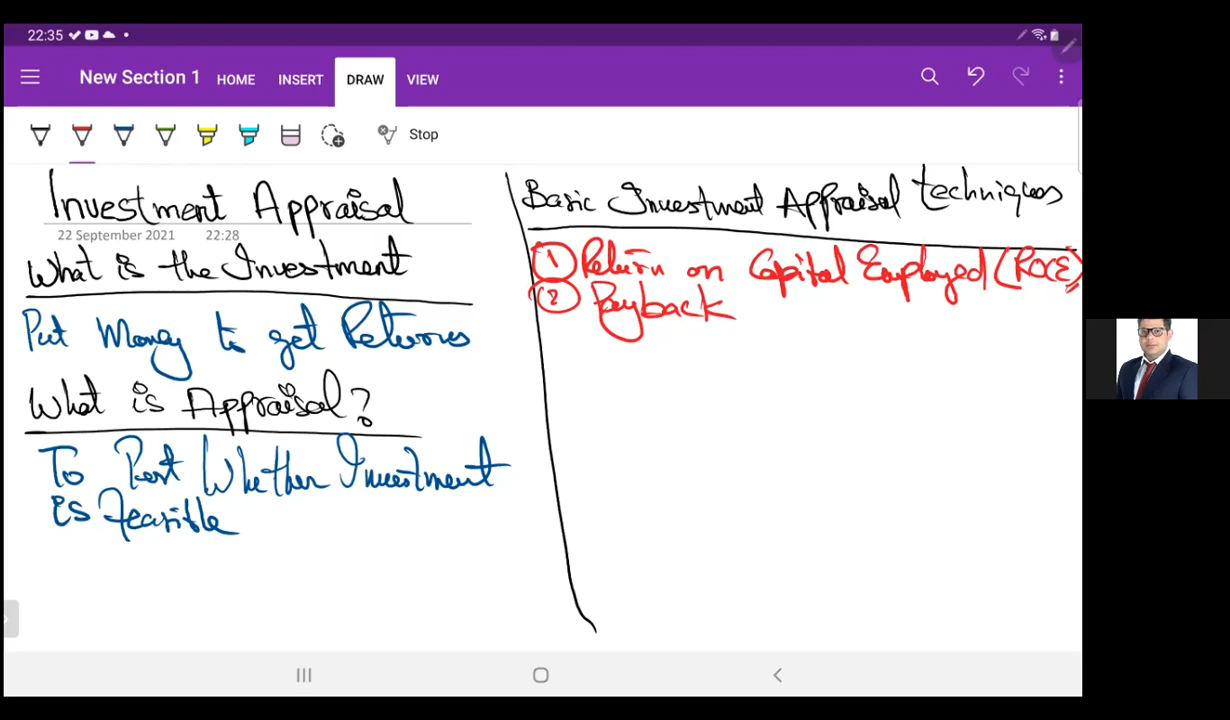 22:35
New Section 1 HOME INSERT DRAW VIEW
Stop
Investment Appraisal
22 September 2021 22:28
What is the Investment
Put Money to get Returns
What is Appraisal?
To Whether Investment
is feasible
Basic Investment Appraisal techniques
① Return on Capital Employed (ROCE)
② Payback